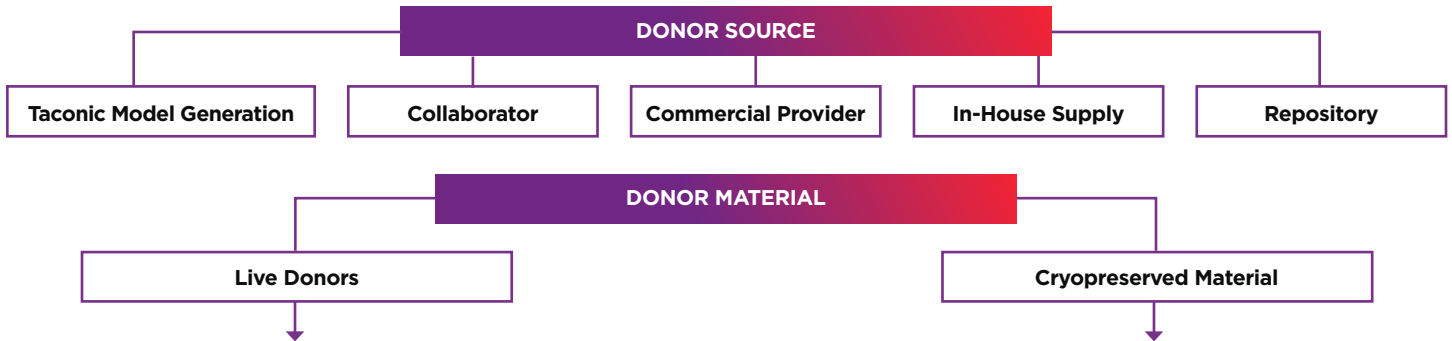 DONOR SOURCE
Taconic Model Generation
Collaborator
Commercial Provider
In-House Supply
Repository
DONOR MATERIAL
Live Donors
Cryopreserved Material